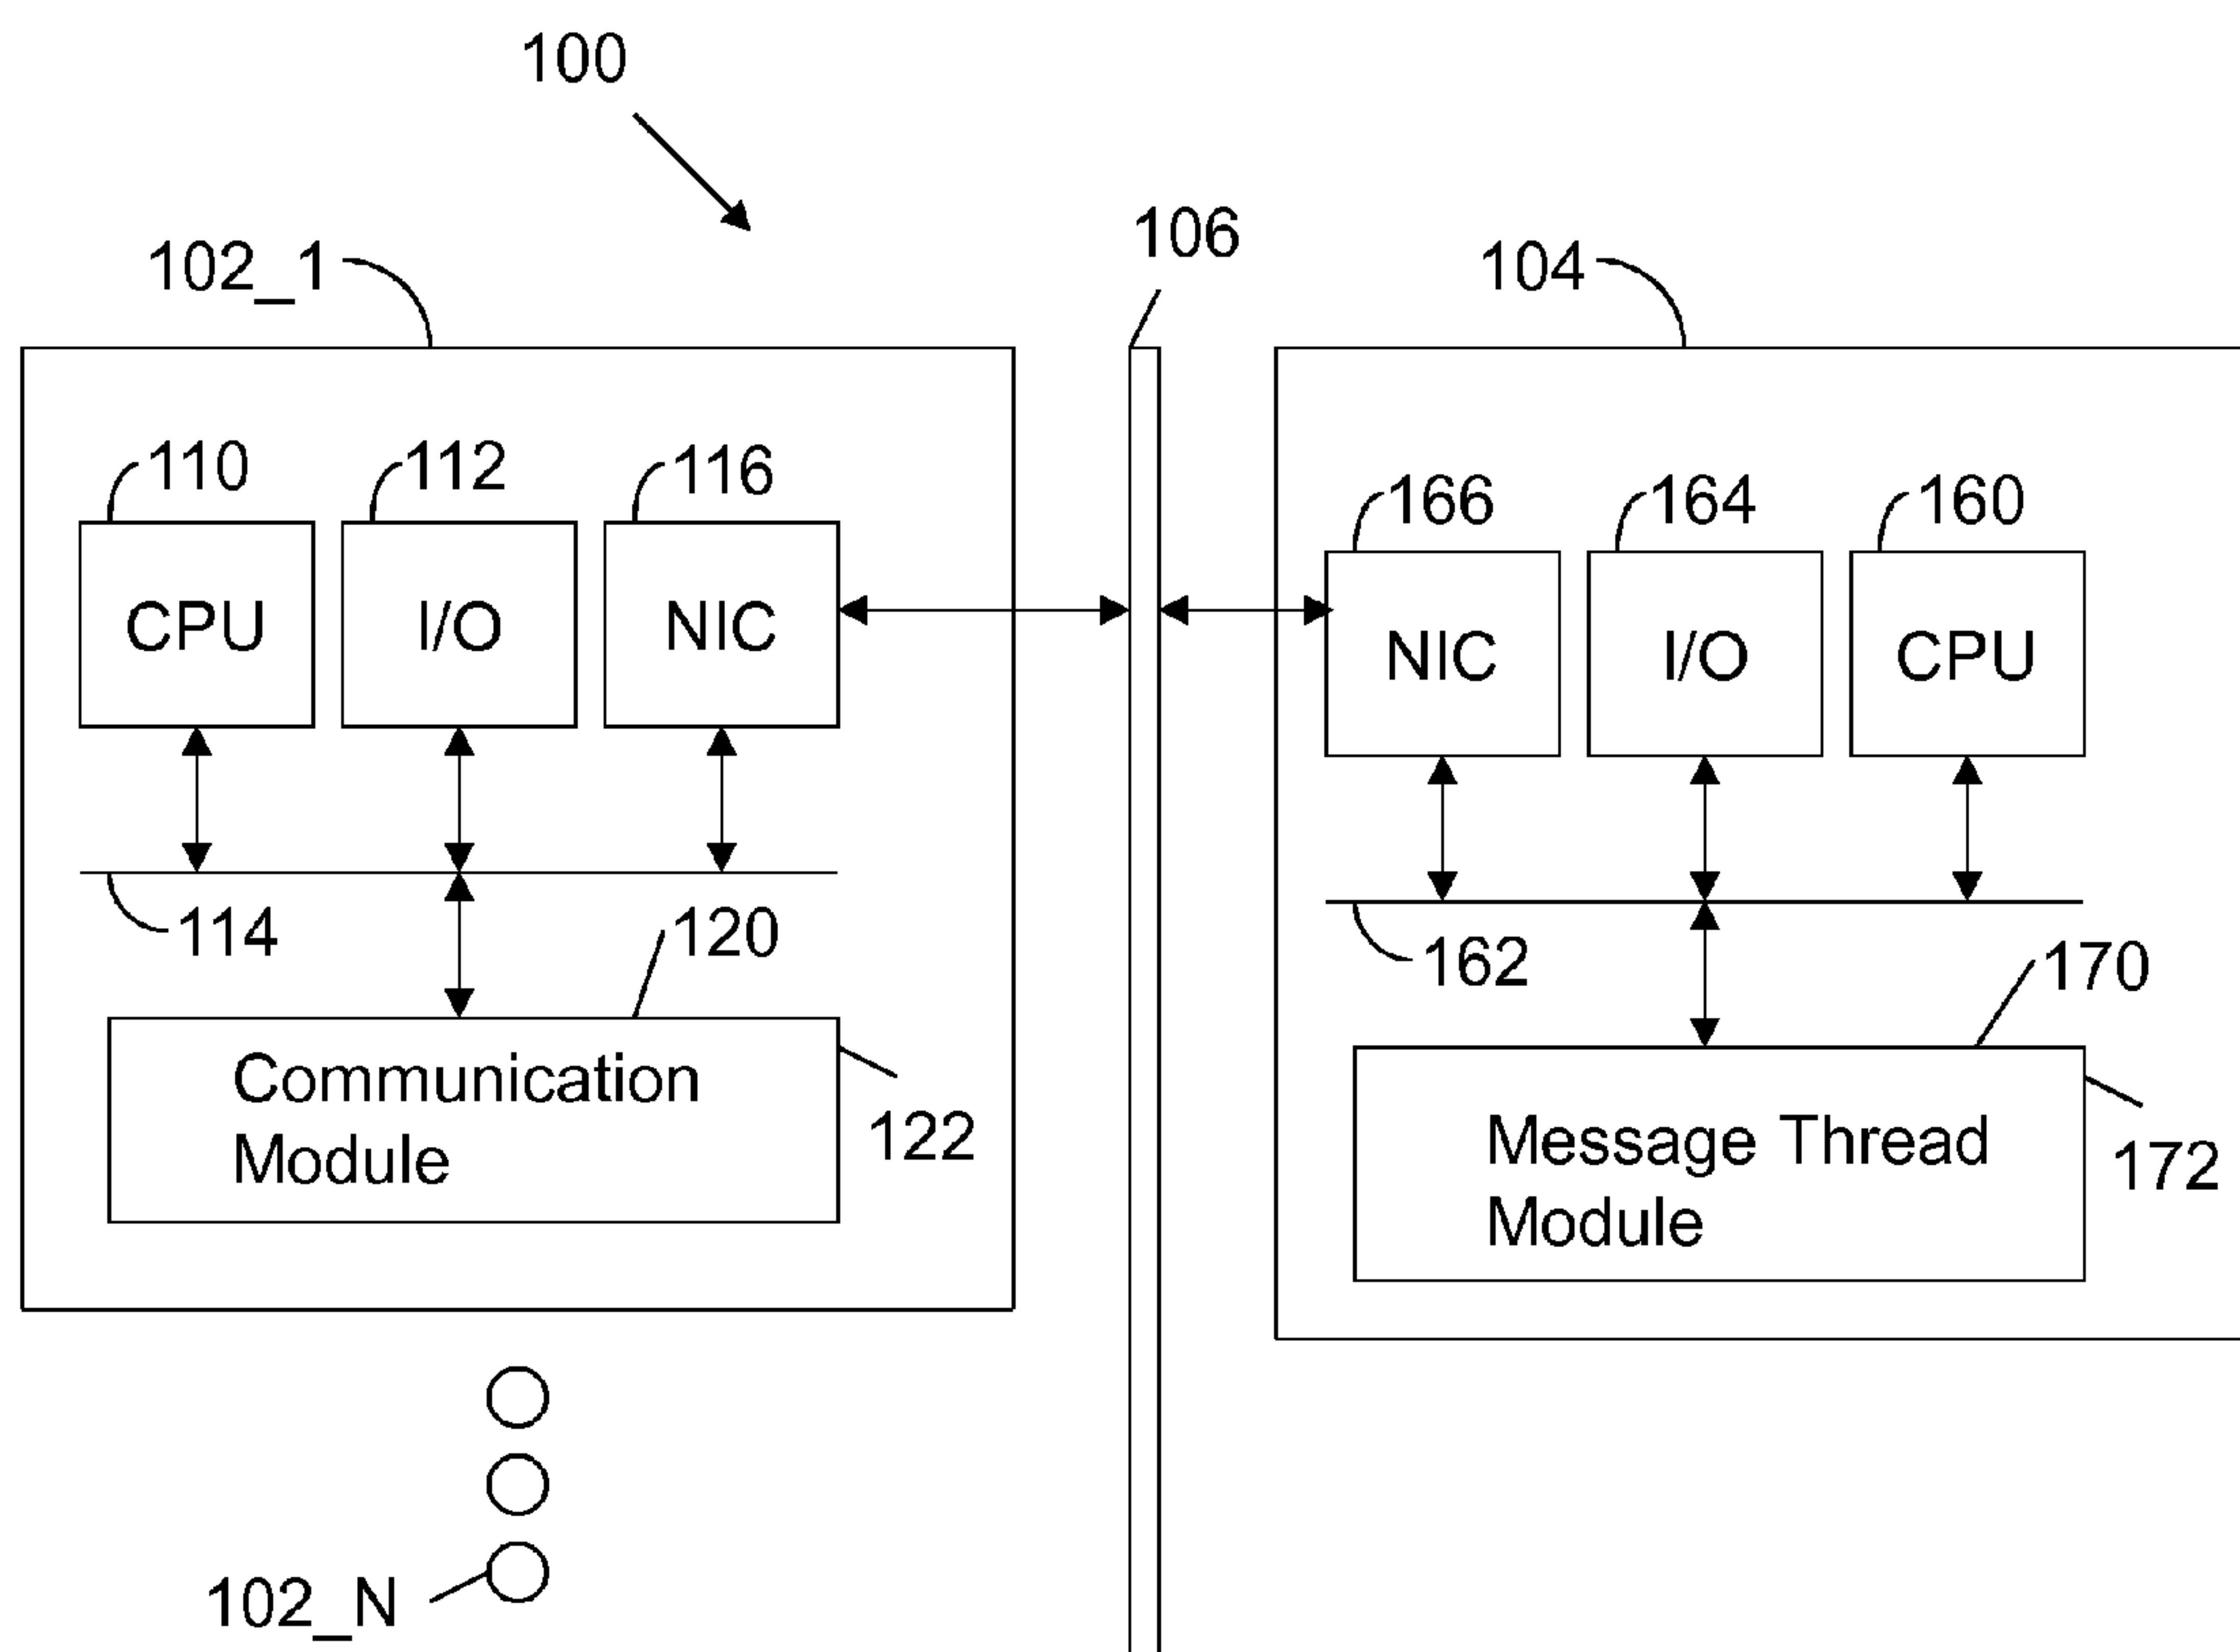 100
102_1
106
104
110
112
116
166
164
160
CPU
I/O
NIC
NIC
I/O
CPU
114
120
162
170
Communication
Module
122
Message Thread
Module
172
102_N